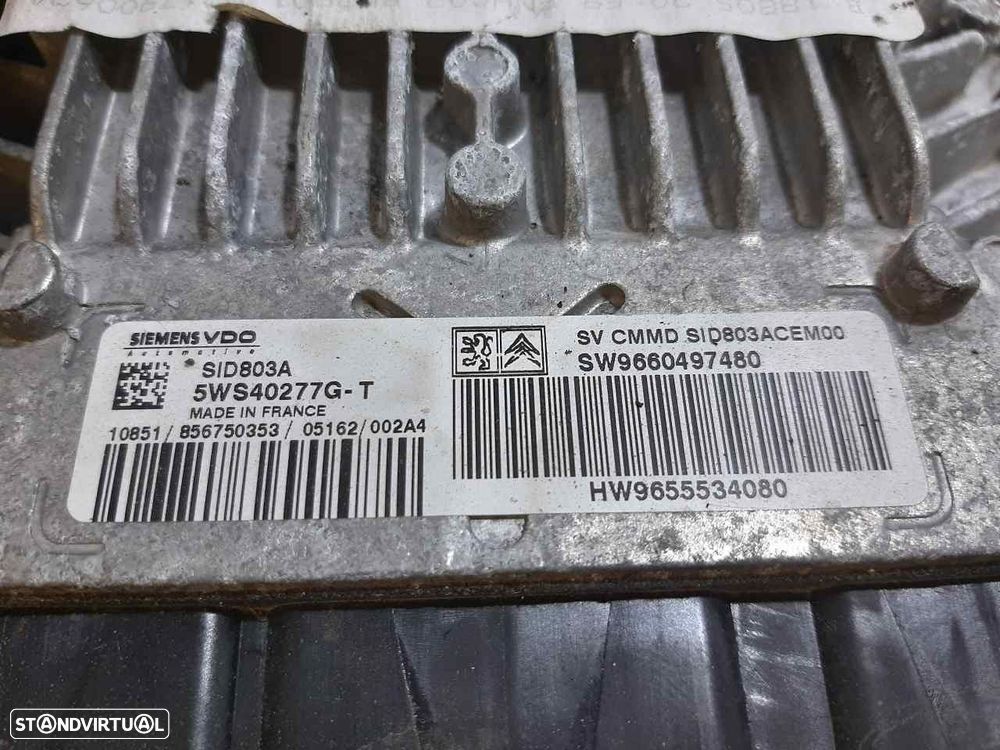 SIEMENS VDO
Automotive
SID803A
5WS40277G-T
MADE IN FRANCE
10851/856750353/05162/002A4
SV CMMD SID803ACEM00
SW9660497480
HW9655534080
STANDVIRTUAL